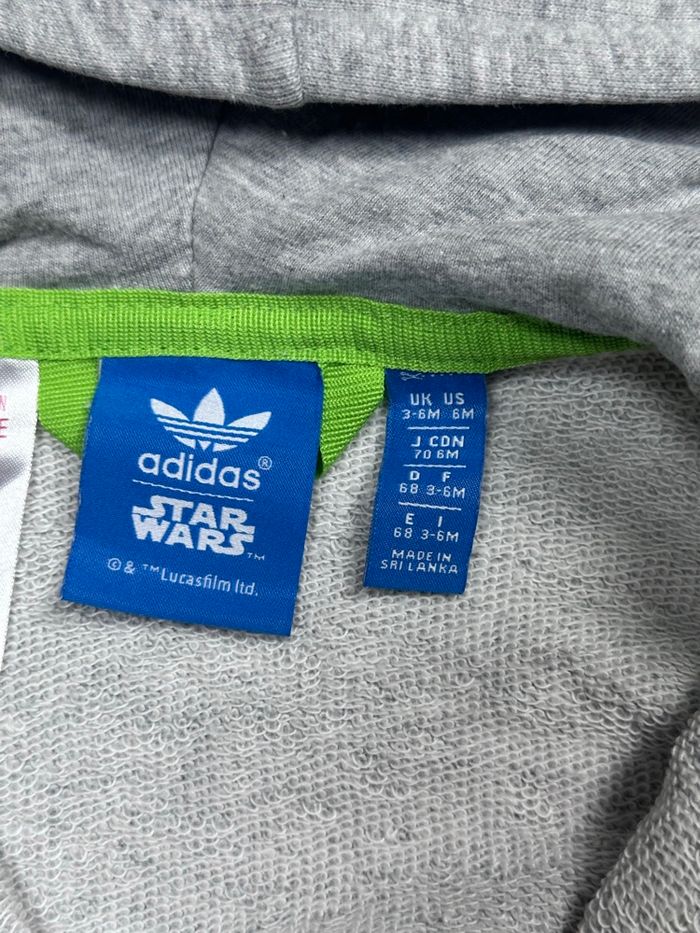 adidas®
STAR
WARS™
© & ™Lucasfilm ltd.
UK US
3-6M 6M
J CDN
70 6M
D F
68 3-6M
E I
68 3-6M
MADE IN
SRI LANKA